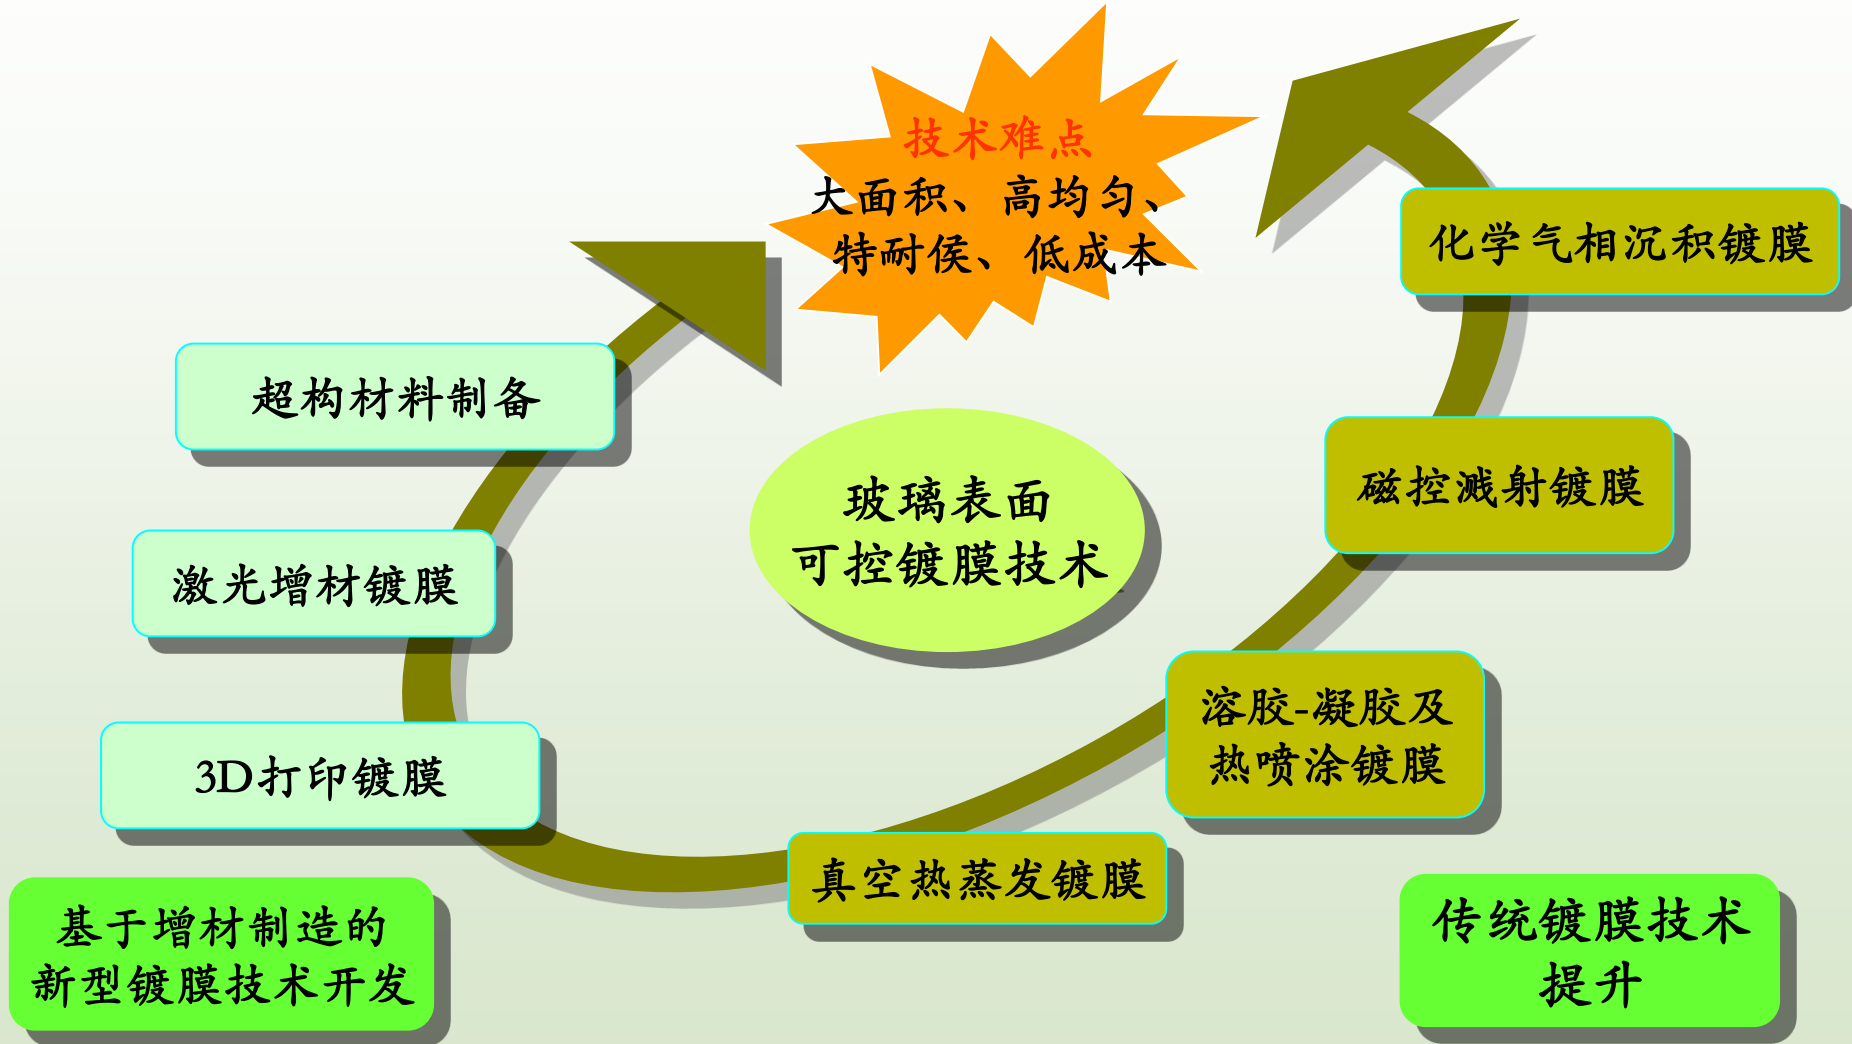 技术难点
大面积、高均匀、
特耐侯、低成本
化学气相沉积镀膜
超构材料制备
磁控溅射镀膜
玻璃表面
可控镀膜技术
激光增材镀膜
溶胶-凝胶及
热喷涂镀膜
3D打印镀膜
真空热蒸发镀膜
基于增材制造的
新型镀膜技术开发
传统镀膜技术
提升